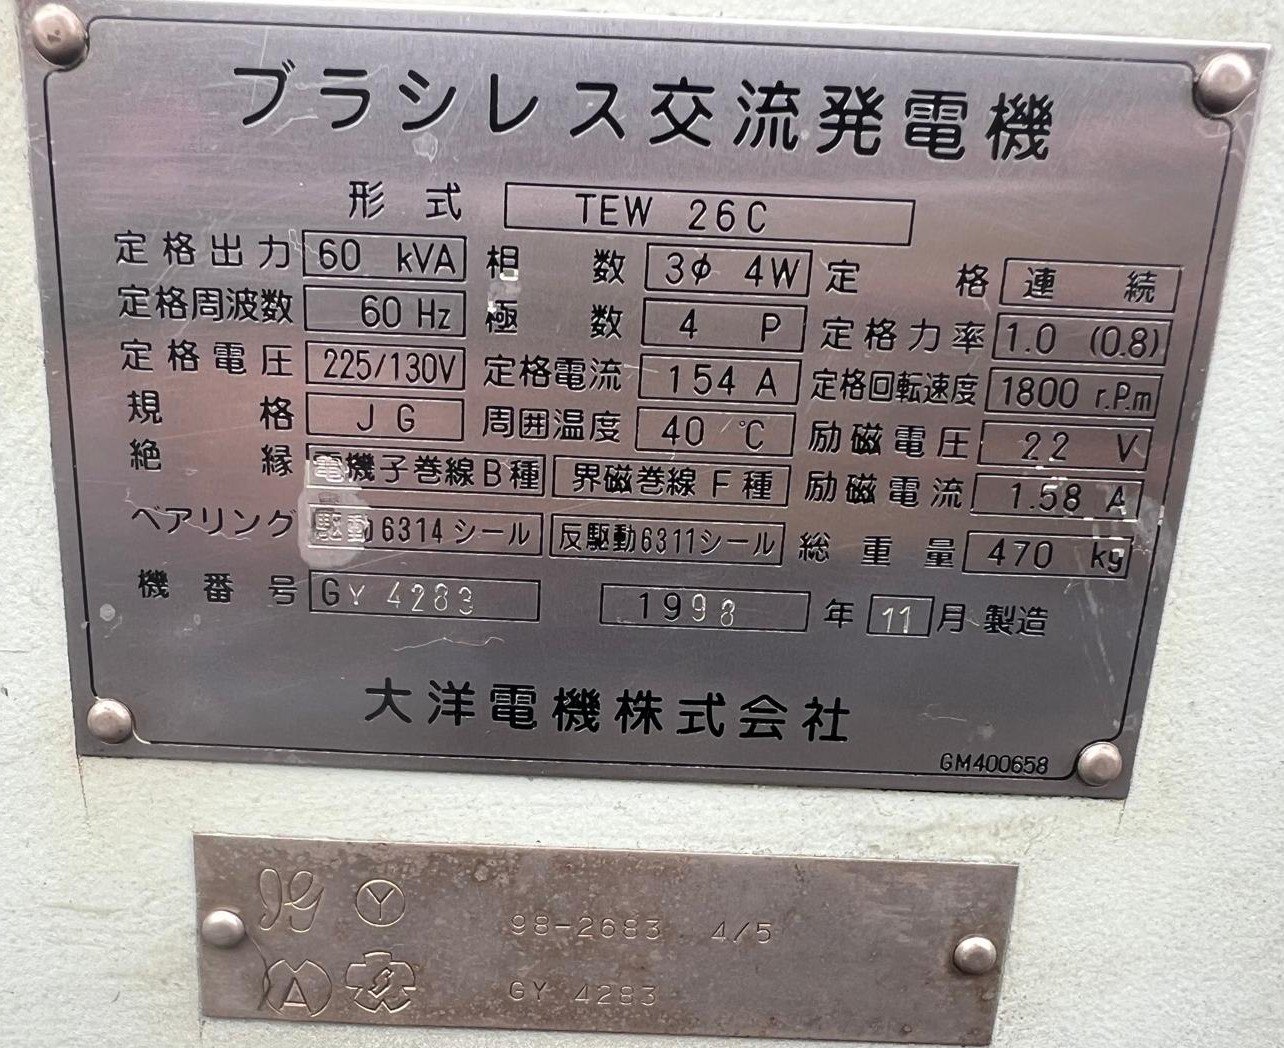 ブラシレス交流発電機
形式 TEW 26C
定格出力 60 kVA 相数 3φ 4W 定格 連続
定格周波数 60 Hz 極数 4 P 定格力率 1.0 (0.8)
定格電圧 225/130V 定格電流 154 A 定格回転速度 1800 r.P.m
規格 JG 周囲温度 40 ℃ 励磁電圧 22 V
絶縁 電機子巻線B種 界磁巻線F種 励磁電流 1.58 A
ベアリング 駆動6314シール 反駆動6311シール 総重量 470 kg
機番号 GY 4283 1998 年 11 月 製造
大洋電機株式会社
GM400658
JG Y 98-2683 4/5
A GY 4283